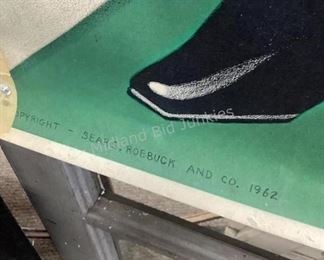 Midland Bid Junkies
OPYRIGHT - SEARS, ROEBUCK AND CO. 1962